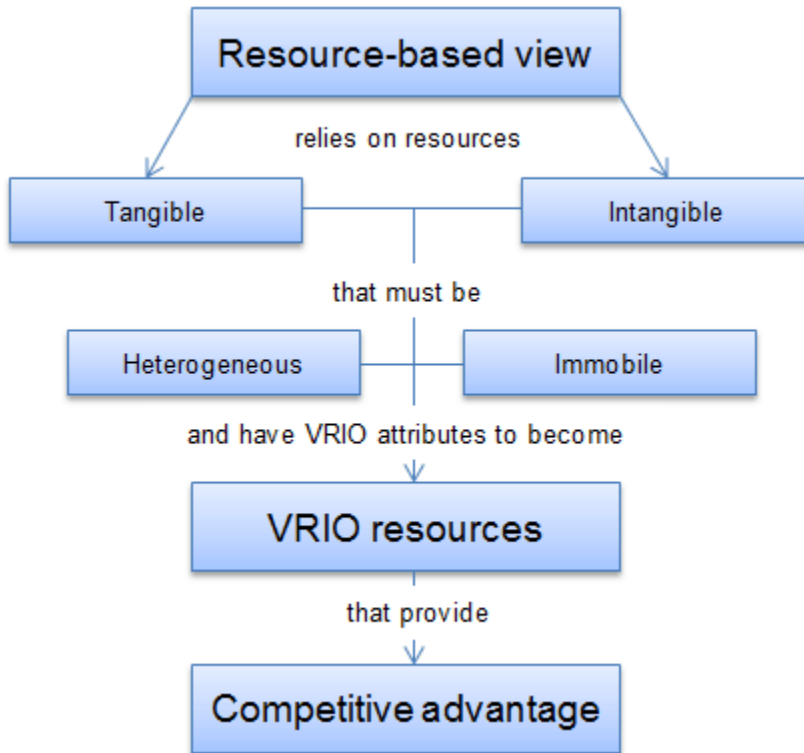 Resource-based view
relies on resources
Tangible
Intangible
that must be
Heterogeneous
Immobile
and have VRIO attributes to become
VRIO resources
that provide
Competitive advantage